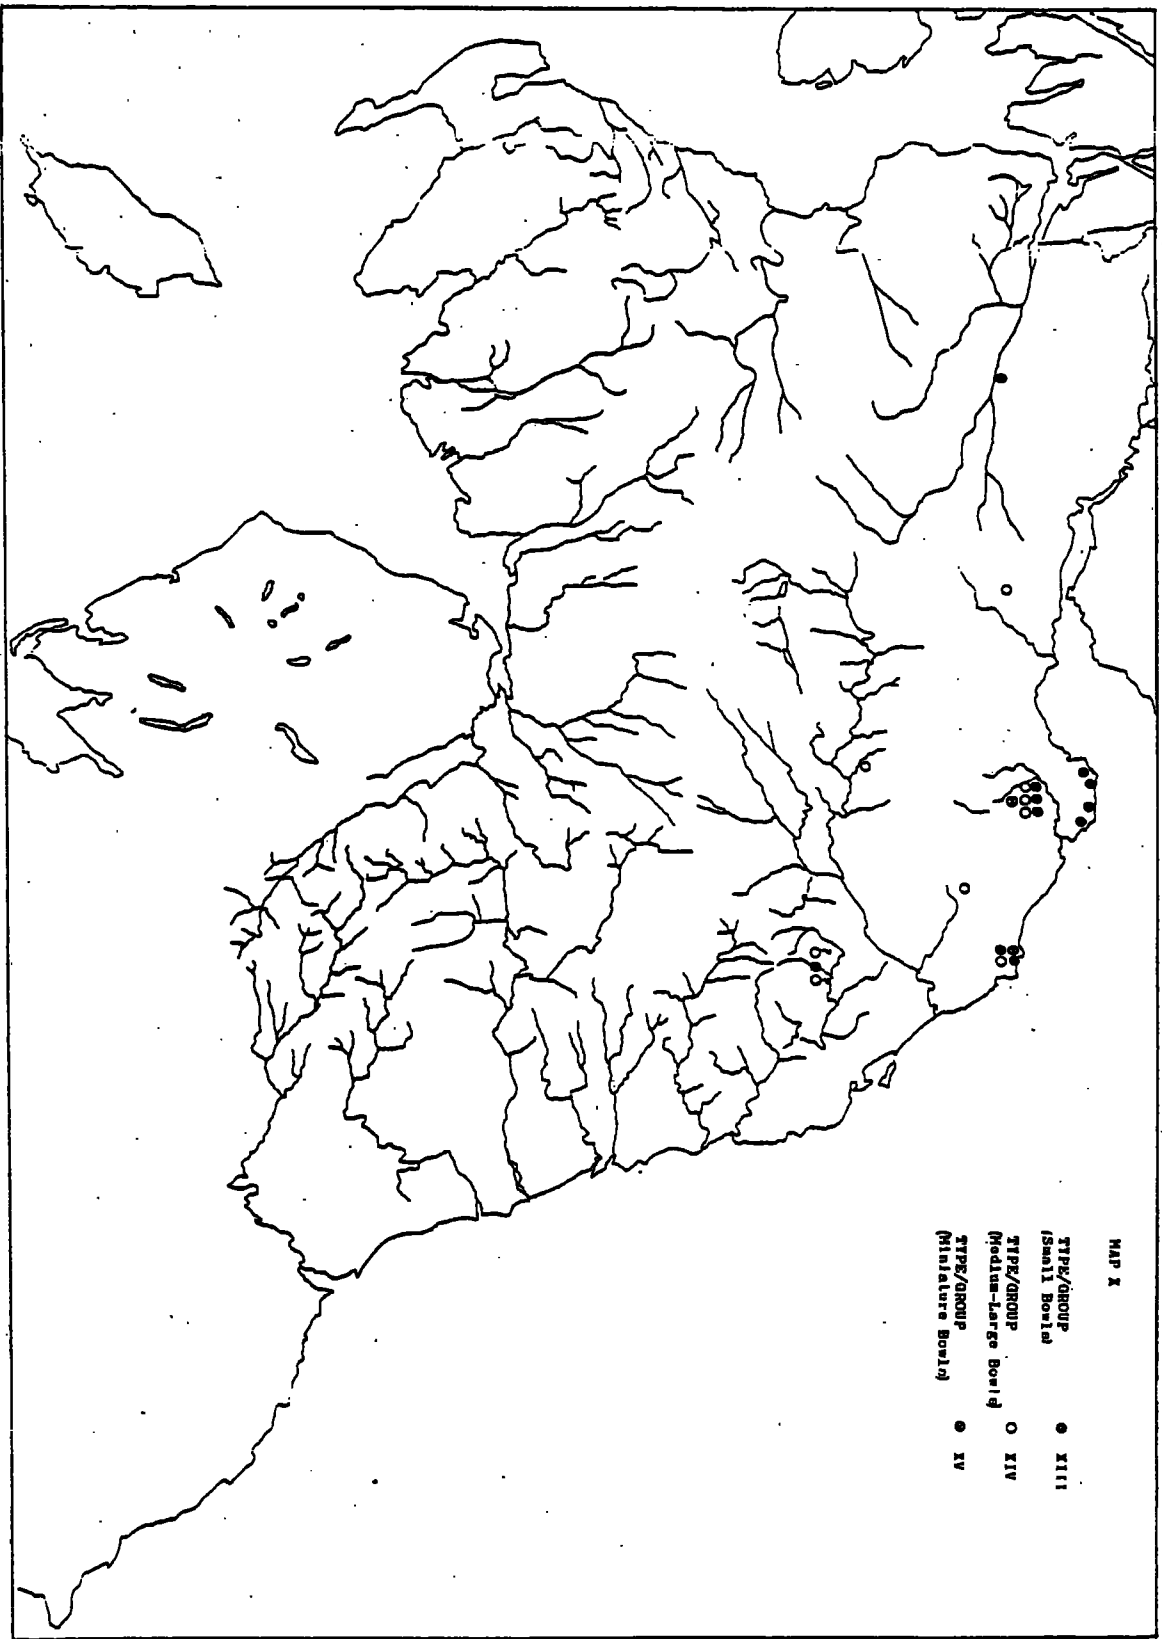 MAP X
TYPE/GROUP
(Small Bowls) XIII
TYPE/GROUP
(Medium-Large Bowls) XIV
TYPE/GROUP
(Miniature Bowls) XV